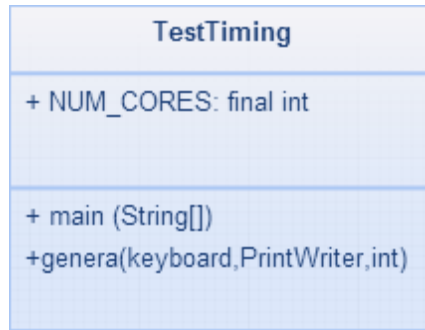 TestTiming
+ NUM_CORES: final int
+ main (String[])
+genera(keyboard,PrintWriter,int)